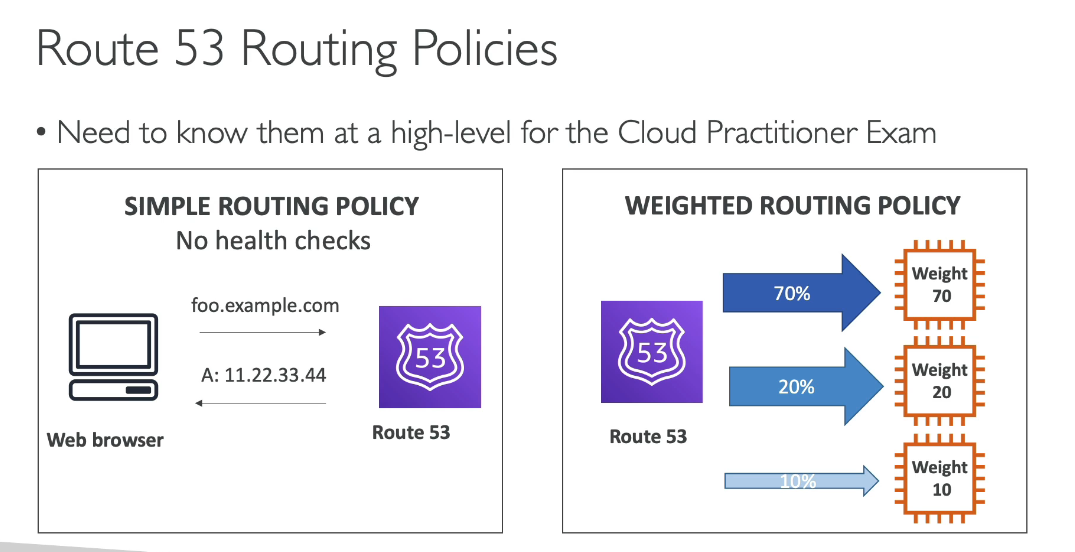 Route 53 Routing Policies
• Need to know them at a high-level for the Cloud Practitioner Exam
SIMPLE ROUTING POLICY
No health checks
foo.example.com
A: 11.22.33.44
53
Web browser
Route 53
WEIGHTED ROUTING POLICY
53
Route 53
70%
Weight
70
20%
Weight
20
10%
Weight
10